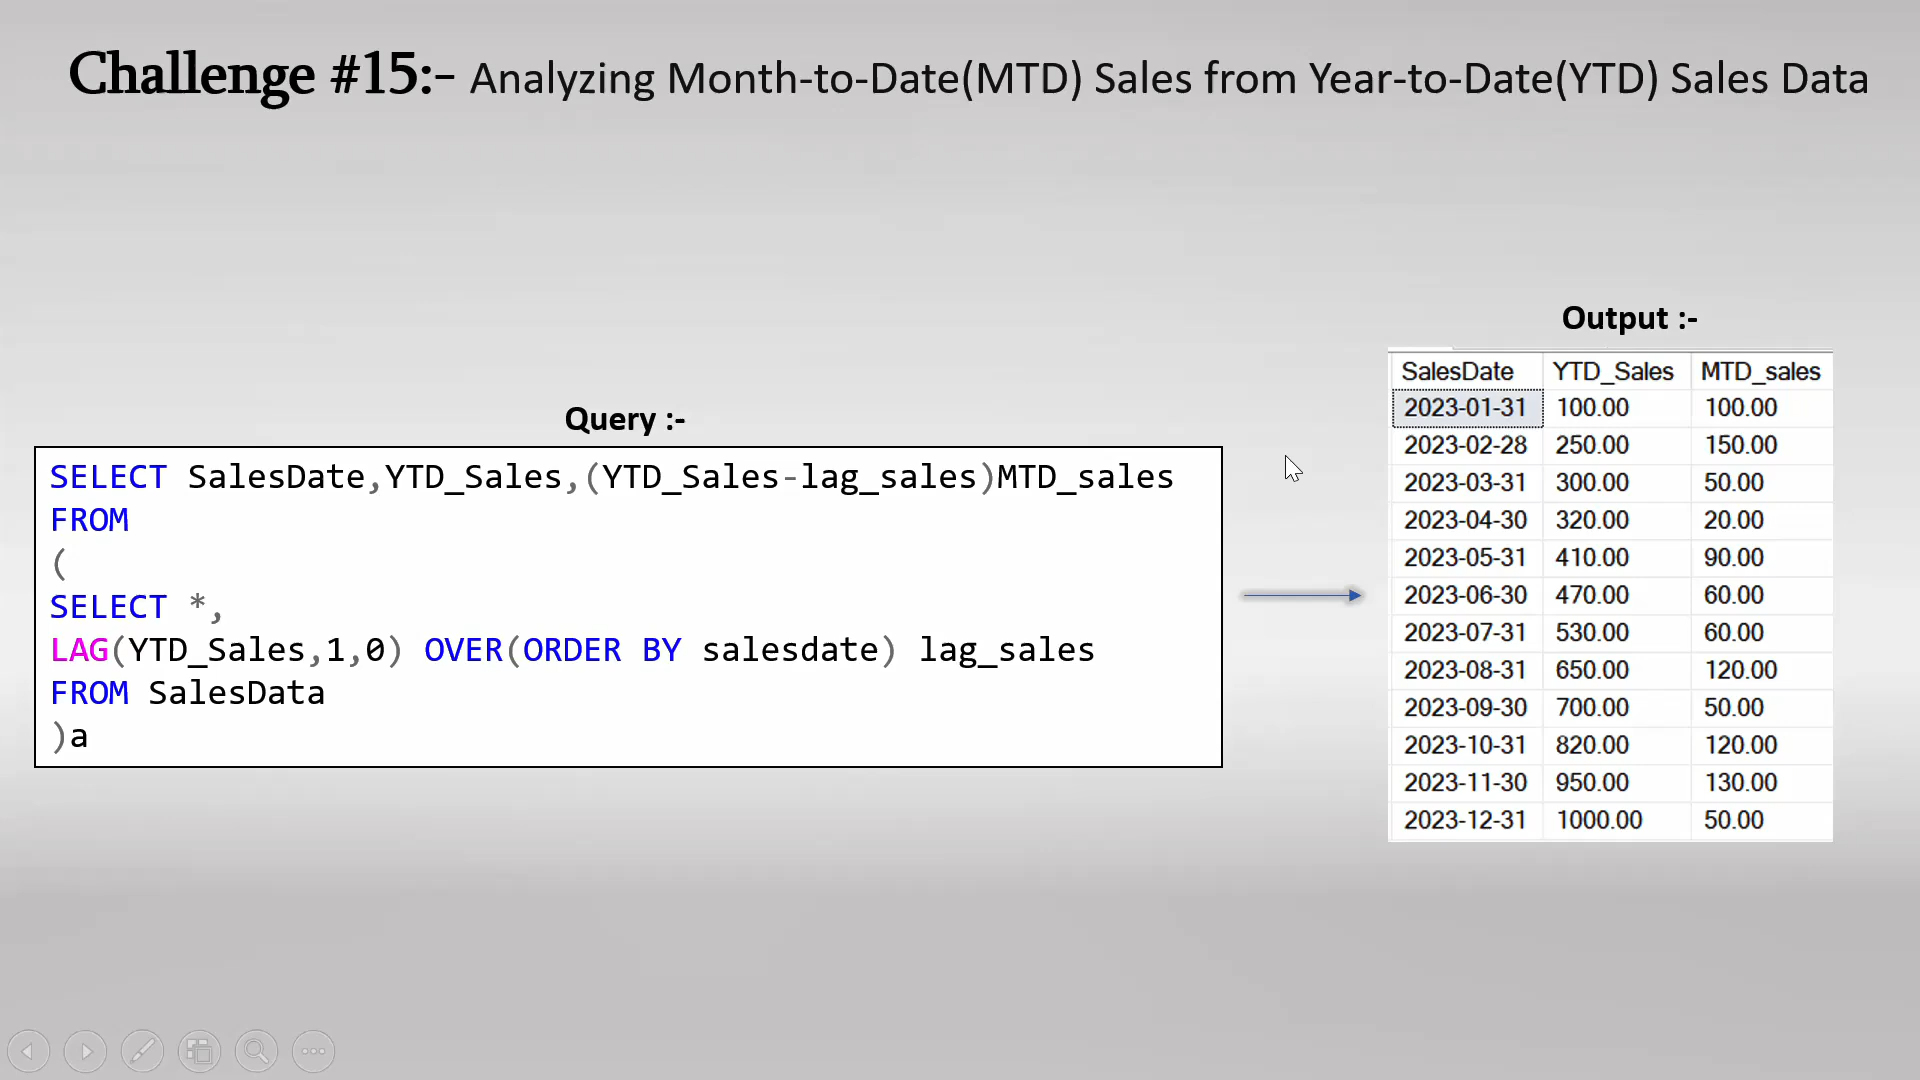 Challenge #15:- Analyzing Month-to-Date(MTD) Sales from Year-to-Date(YTD) Sales Data
Query :-
SELECT SalesDate,YTD_Sales,(YTD_Sales-lag_sales)MTD_sales
FROM
(
SELECT *,
LAG(YTD_Sales,1,0) OVER(ORDER BY salesdate) lag_sales
FROM SalesData
)a
Output :-
SalesDate YTD_Sales MTD_sales
2023-01-31 100.00 100.00
2023-02-28 250.00 150.00
2023-03-31 300.00 50.00
2023-04-30 320.00 20.00
2023-05-31 410.00 90.00
2023-06-30 470.00 60.00
2023-07-31 530.00 60.00
2023-08-31 650.00 120.00
2023-09-30 700.00 50.00
2023-10-31 820.00 120.00
2023-11-30 950.00 130.00
2023-12-31 1000.00 50.00